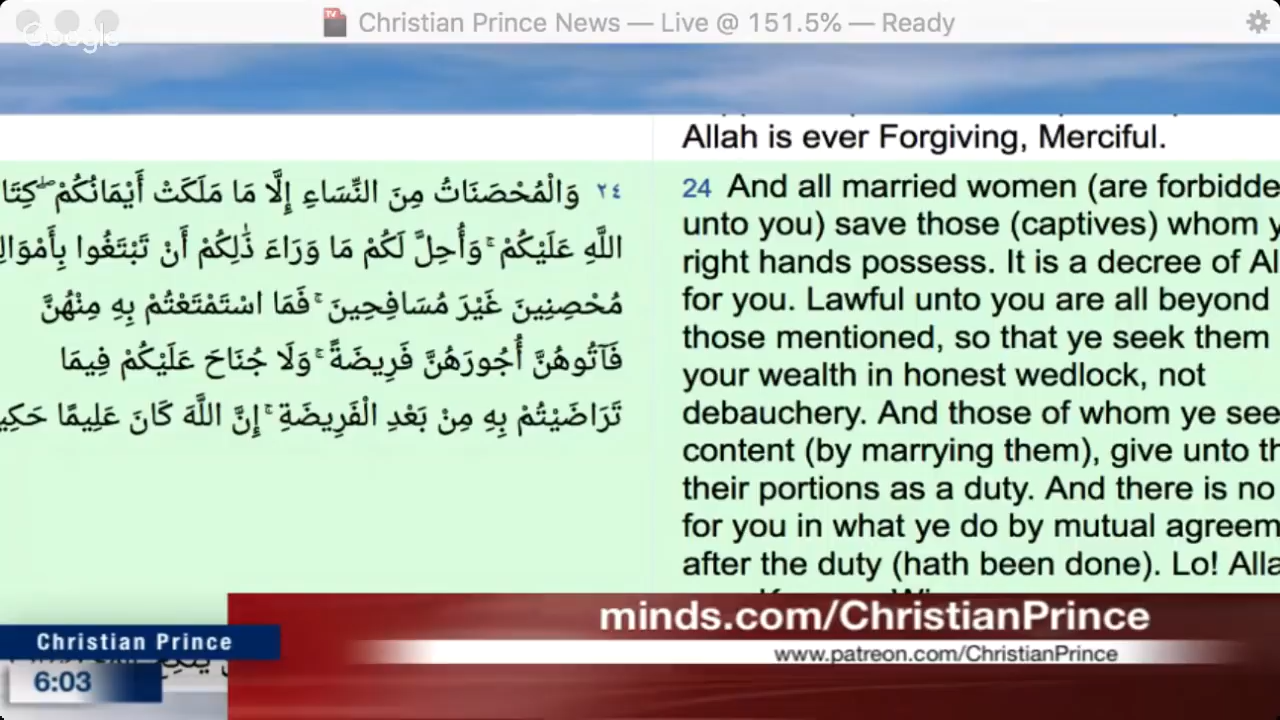 Christian Prince News — Live @ 151.5% — Ready
Google
Allah is ever Forgiving, Merciful.
٢٤ وَالْمُحْصَنَاتُ مِنَ النِّسَاءِ إِلَّا مَا مَلَكَتْ أَيْمَانُكُمْ ۖ كِتَا
اللَّهِ عَلَيْكُمْ ۚ وَأُحِلَّ لَكُمْ مَا وَرَاءَ ذَٰلِكُمْ أَنْ تَبْتَغُوا بِأَمْوَالِ
مُحْصِنِينَ غَيْرَ مُسَافِحِينَ ۚ فَمَا اسْتَمْتَعْتُمْ بِهِ مِنْهُنَّ
فَآتُوهُنَّ أُجُورَهُنَّ فَرِيضَةً ۚ وَلَا جُنَاحَ عَلَيْكُمْ فِيمَا
تَرَاضَيْتُمْ بِهِ مِنْ بَعْدِ الْفَرِيضَةِ ۚ إِنَّ اللَّهَ كَانَ عَلِيمًا حَكِي
24 And all married women (are forbidde
unto you) save those (captives) whom y
right hands possess. It is a decree of Al
for you. Lawful unto you are all beyond
those mentioned, so that ye seek them
your wealth in honest wedlock, not
debauchery. And those of whom ye see
content (by marrying them), give unto th
their portions as a duty. And there is no
for you in what ye do by mutual agreem
after the duty (hath been done). Lo! Alla
minds.com/ChristianPrince
www.patreon.com/ChristianPrince
Christian Prince
6:03